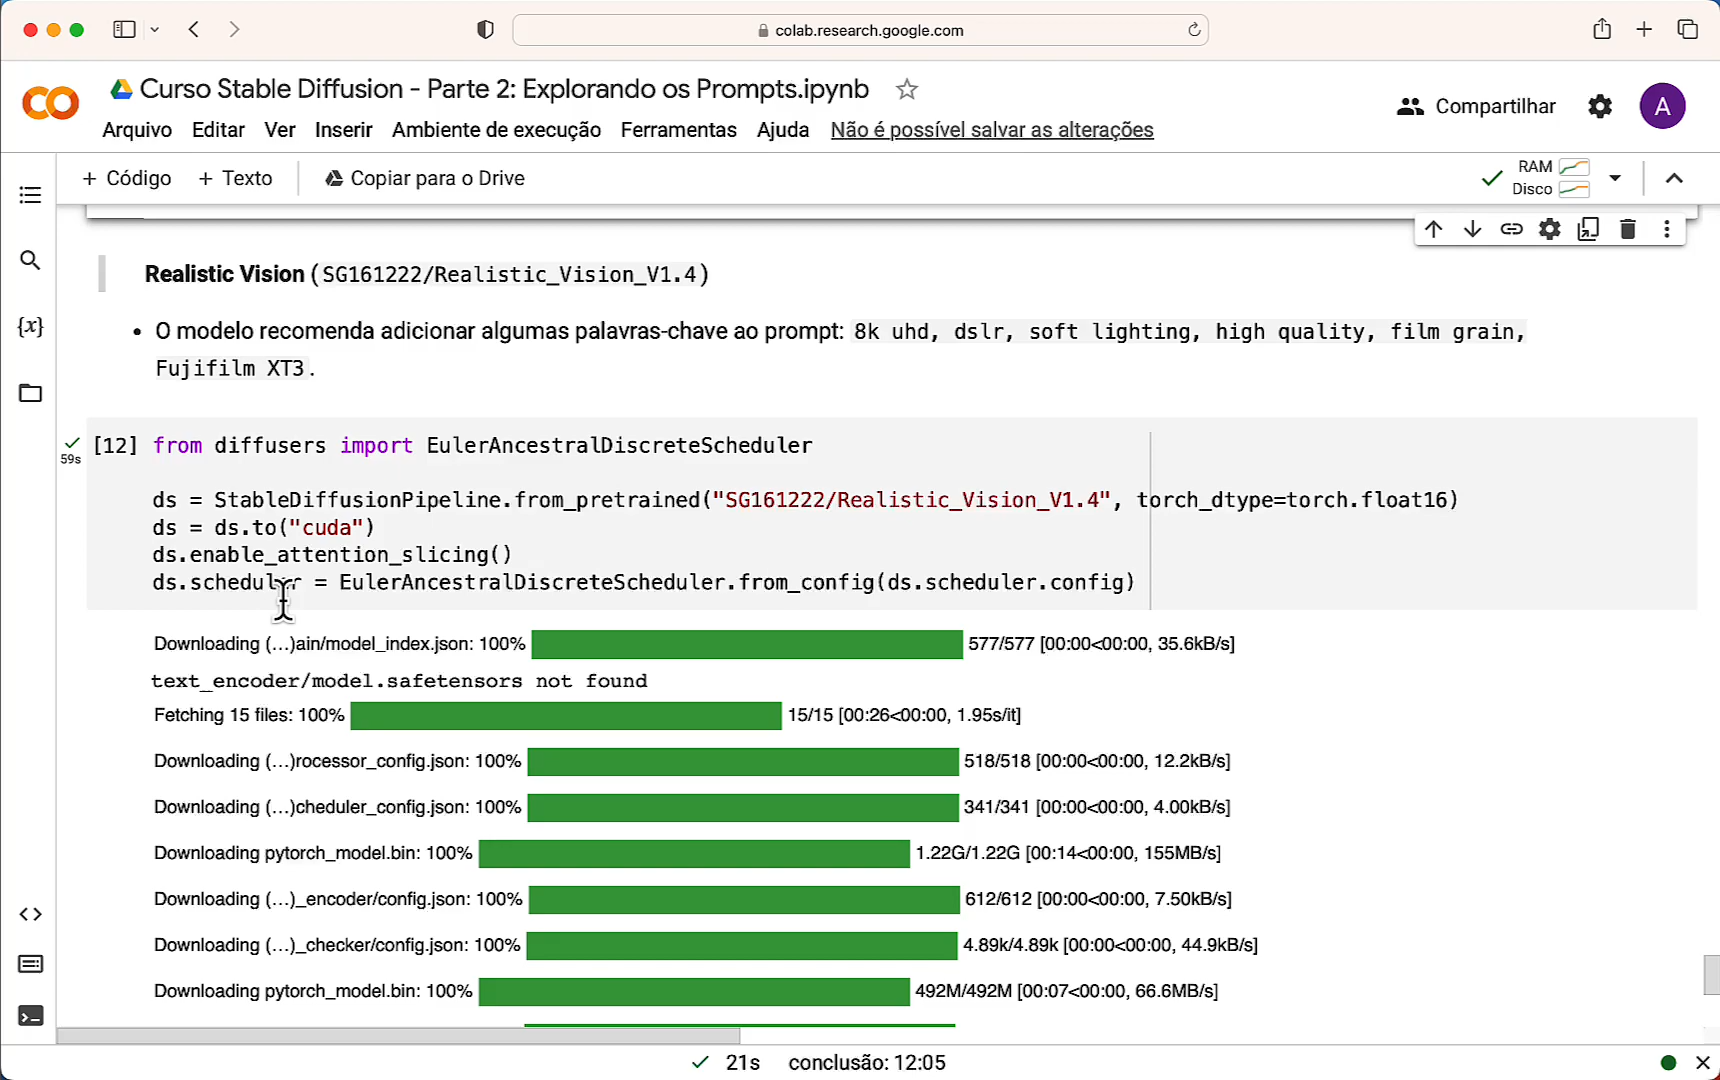 colab.research.google.com
Curso Stable Diffusion - Parte 2: Explorando os Prompts.ipynb
Compartilhar
A
Arquivo Editar Ver Inserir Ambiente de execução Ferramentas Ajuda Não é possível salvar as alterações
+ Código + Texto Copiar para o Drive
RAM
Disco
Realistic Vision (SG161222/Realistic_Vision_V1.4)
• O modelo recomenda adicionar algumas palavras-chave ao prompt: 8k uhd, dslr, soft lighting, high quality, film grain,
Fujifilm XT3.
{x}
59s
[12] from diffusers import EulerAncestralDiscreteScheduler
ds = StableDiffusionPipeline.from_pretrained("SG161222/Realistic_Vision_V1.4", torch_dtype=torch.float16)
ds = ds.to("cuda")
ds.enable_attention_slicing()
ds.scheduler = EulerAncestralDiscreteScheduler.from_config(ds.scheduler.config)
Downloading (…)ain/model_index.json: 100% 577/577 [00:00<00:00, 35.6kB/s]
text_encoder/model.safetensors not found
Fetching 15 files: 100% 15/15 [00:26<00:00, 1.95s/it]
Downloading (…)rocessor_config.json: 100% 518/518 [00:00<00:00, 12.2kB/s]
Downloading (…)cheduler_config.json: 100% 341/341 [00:00<00:00, 4.00kB/s]
Downloading pytorch_model.bin: 100% 1.22G/1.22G [00:14<00:00, 155MB/s]
Downloading (…)_encoder/config.json: 100% 612/612 [00:00<00:00, 7.50kB/s]
Downloading (…)_checker/config.json: 100% 4.89k/4.89k [00:00<00:00, 44.9kB/s]
Downloading pytorch_model.bin: 100% 492M/492M [00:07<00:00, 66.6MB/s]
21s conclusão: 12:05